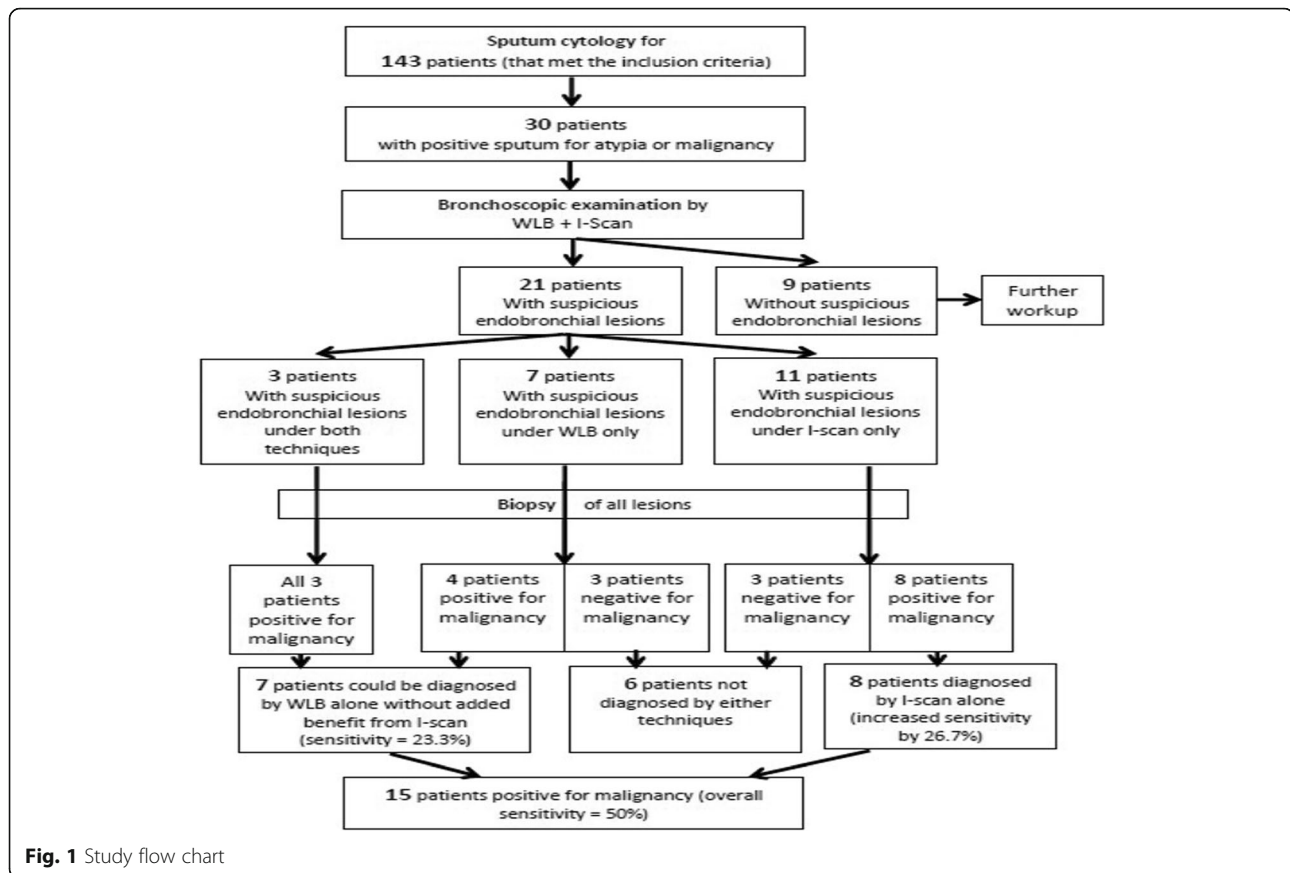 Sputum cytology for
143 patients (that met the inclusion criteria)
30 patients
with positive sputum for atypia or malignancy
Bronchoscopic examination by
WLB + I-Scan
21 patients
With suspicious
endobronchial lesions
9 patients
Without suspicious
endobronchial lesions
Further
workup
3 patients
With suspicious
endobronchial lesions
under both
techniques
7 patients
With suspicious
endobronchial lesions
under WLB only
11 patients
With suspicious
endobronchial lesions
under I-scan only
Biopsy of all lesions
All 3
patients
positive for
malignancy
4 patients
positive for
malignancy
3 patients
negative for
malignancy
3 patients
negative for
malignancy
8 patients
positive for
malignancy
7 patients could be diagnosed
by WLB alone without added
benefit from I-scan
(sensitivity = 23.3%)
6 patients not
diagnosed by either
techniques
8 patients diagnosed
by I-scan alone
(increased sensitivity
by 26.7%)
15 patients positive for malignancy (overall
sensitivity = 50%)
Fig. 1 Study flow chart